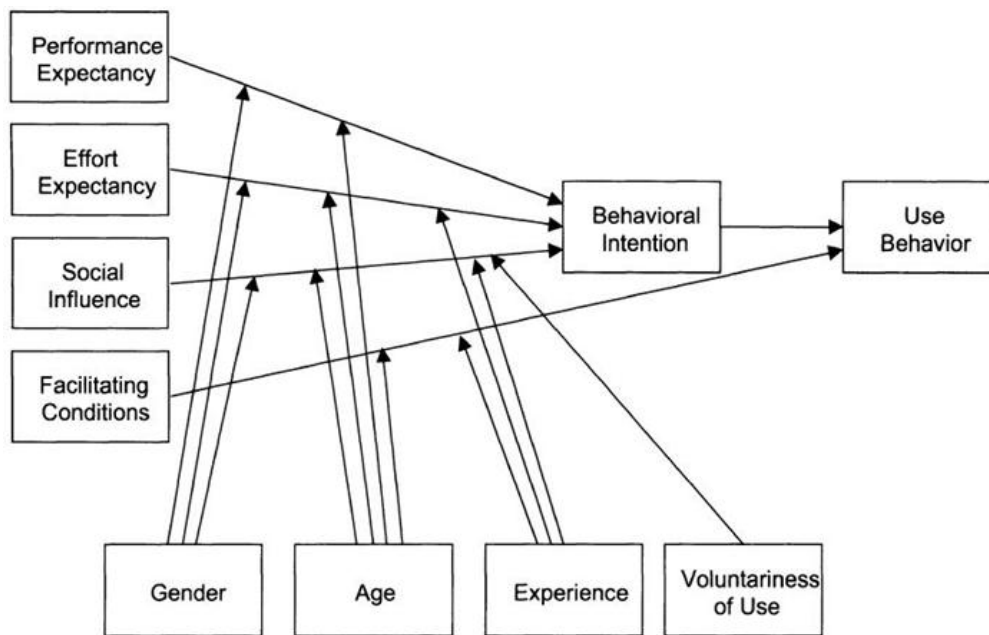 Performance
Expectancy
Effort
Expectancy
Social
Influence
Facilitating
Conditions
Behavioral
Intention
Use
Behavior
Gender
Age
Experience
Voluntariness
of Use